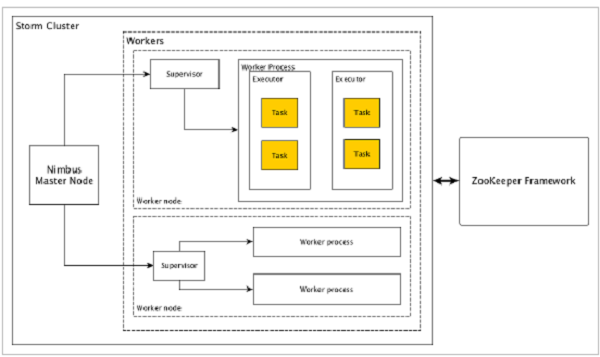 Storm Cluster
Workers
Supervisor
Worker Process
Executor
Executor
Task
Task
Task
Task
Worker node
Nimbus
Master Node
ZooKeeper Framework
Supervisor
Worker process
Worker process
Worker node